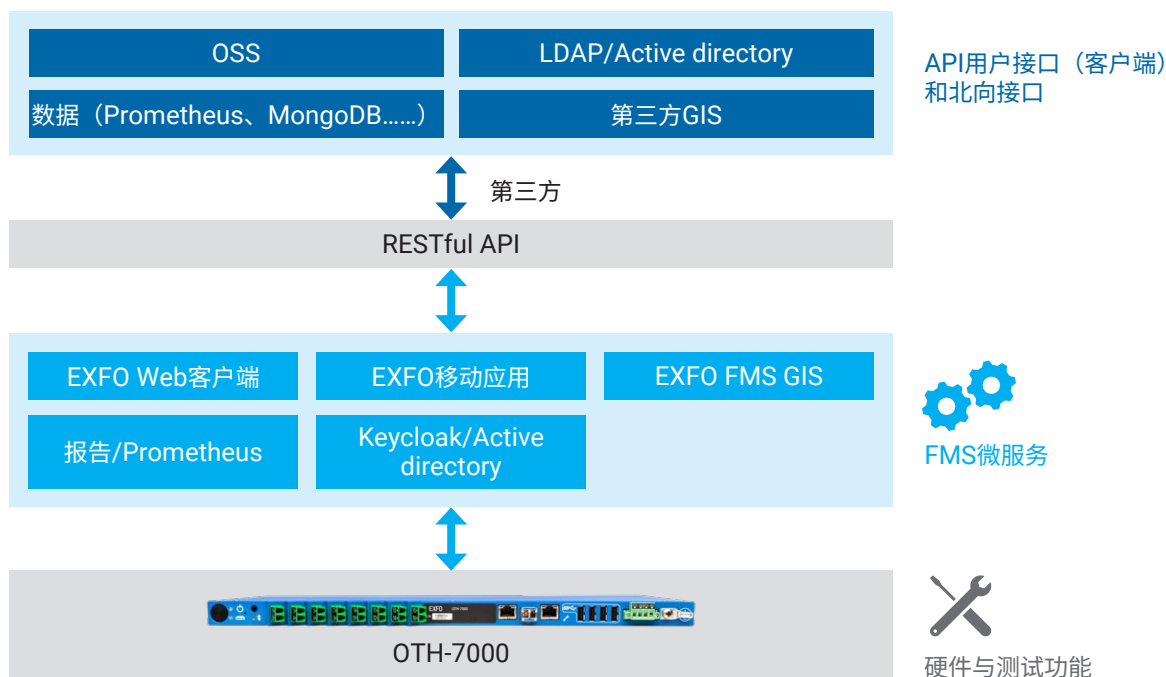 OSS
LDAP/Active directory
API用户接口（客户端）
和北向接口
数据（Prometheus、MongoDB……）
第三方GIS
第三方
RESTful API
EXFO Web客户端
EXFO移动应用
EXFO FMS GIS
报告/Prometheus
Keycloak/Active
directory
FMS微服务
EXFO
OTH-7000
OTH-7000
硬件与测试功能